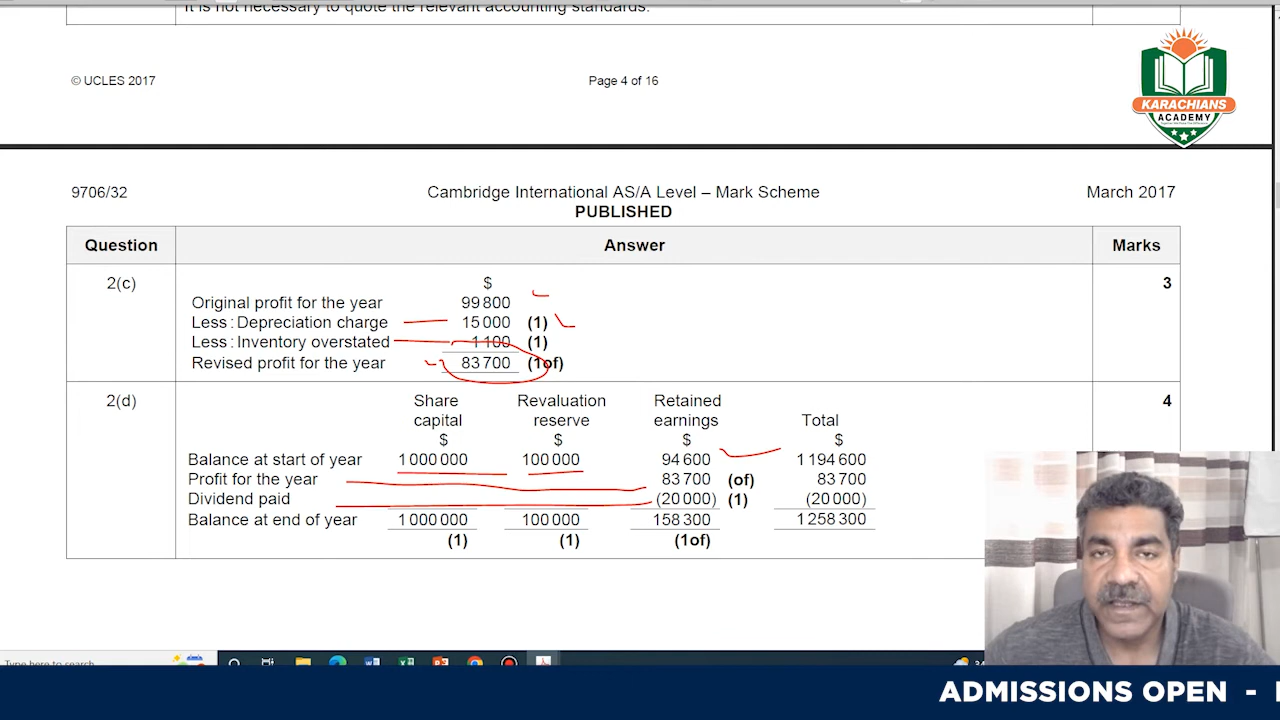 It is not necessary to quote the relevant accounting standards.
© UCLES 2017
Page 4 of 16
KARACHIANS
ACADEMY
9706/32
Cambridge International AS/A Level – Mark Scheme
March 2017
PUBLISHED
Question Answer Marks
2(c) $ 3
Original profit for the year 99 800
Less : Depreciation charge 15 000 (1)
Less : Inventory overstated 1 100 (1)
Revised profit for the year 83 700 (1of)
2(d) Share Revaluation Retained 4
capital reserve earnings Total
$ $ $ $
Balance at start of year 1 000 000 100 000 94 600 1 194 600
Profit for the year 83 700 (of) 83 700
Dividend paid (20 000) (1) (20 000)
Balance at end of year 1 000 000 100 000 158 300 1 258 300
(1) (1) (1of)
Type here to search
ADMISSIONS OPEN -